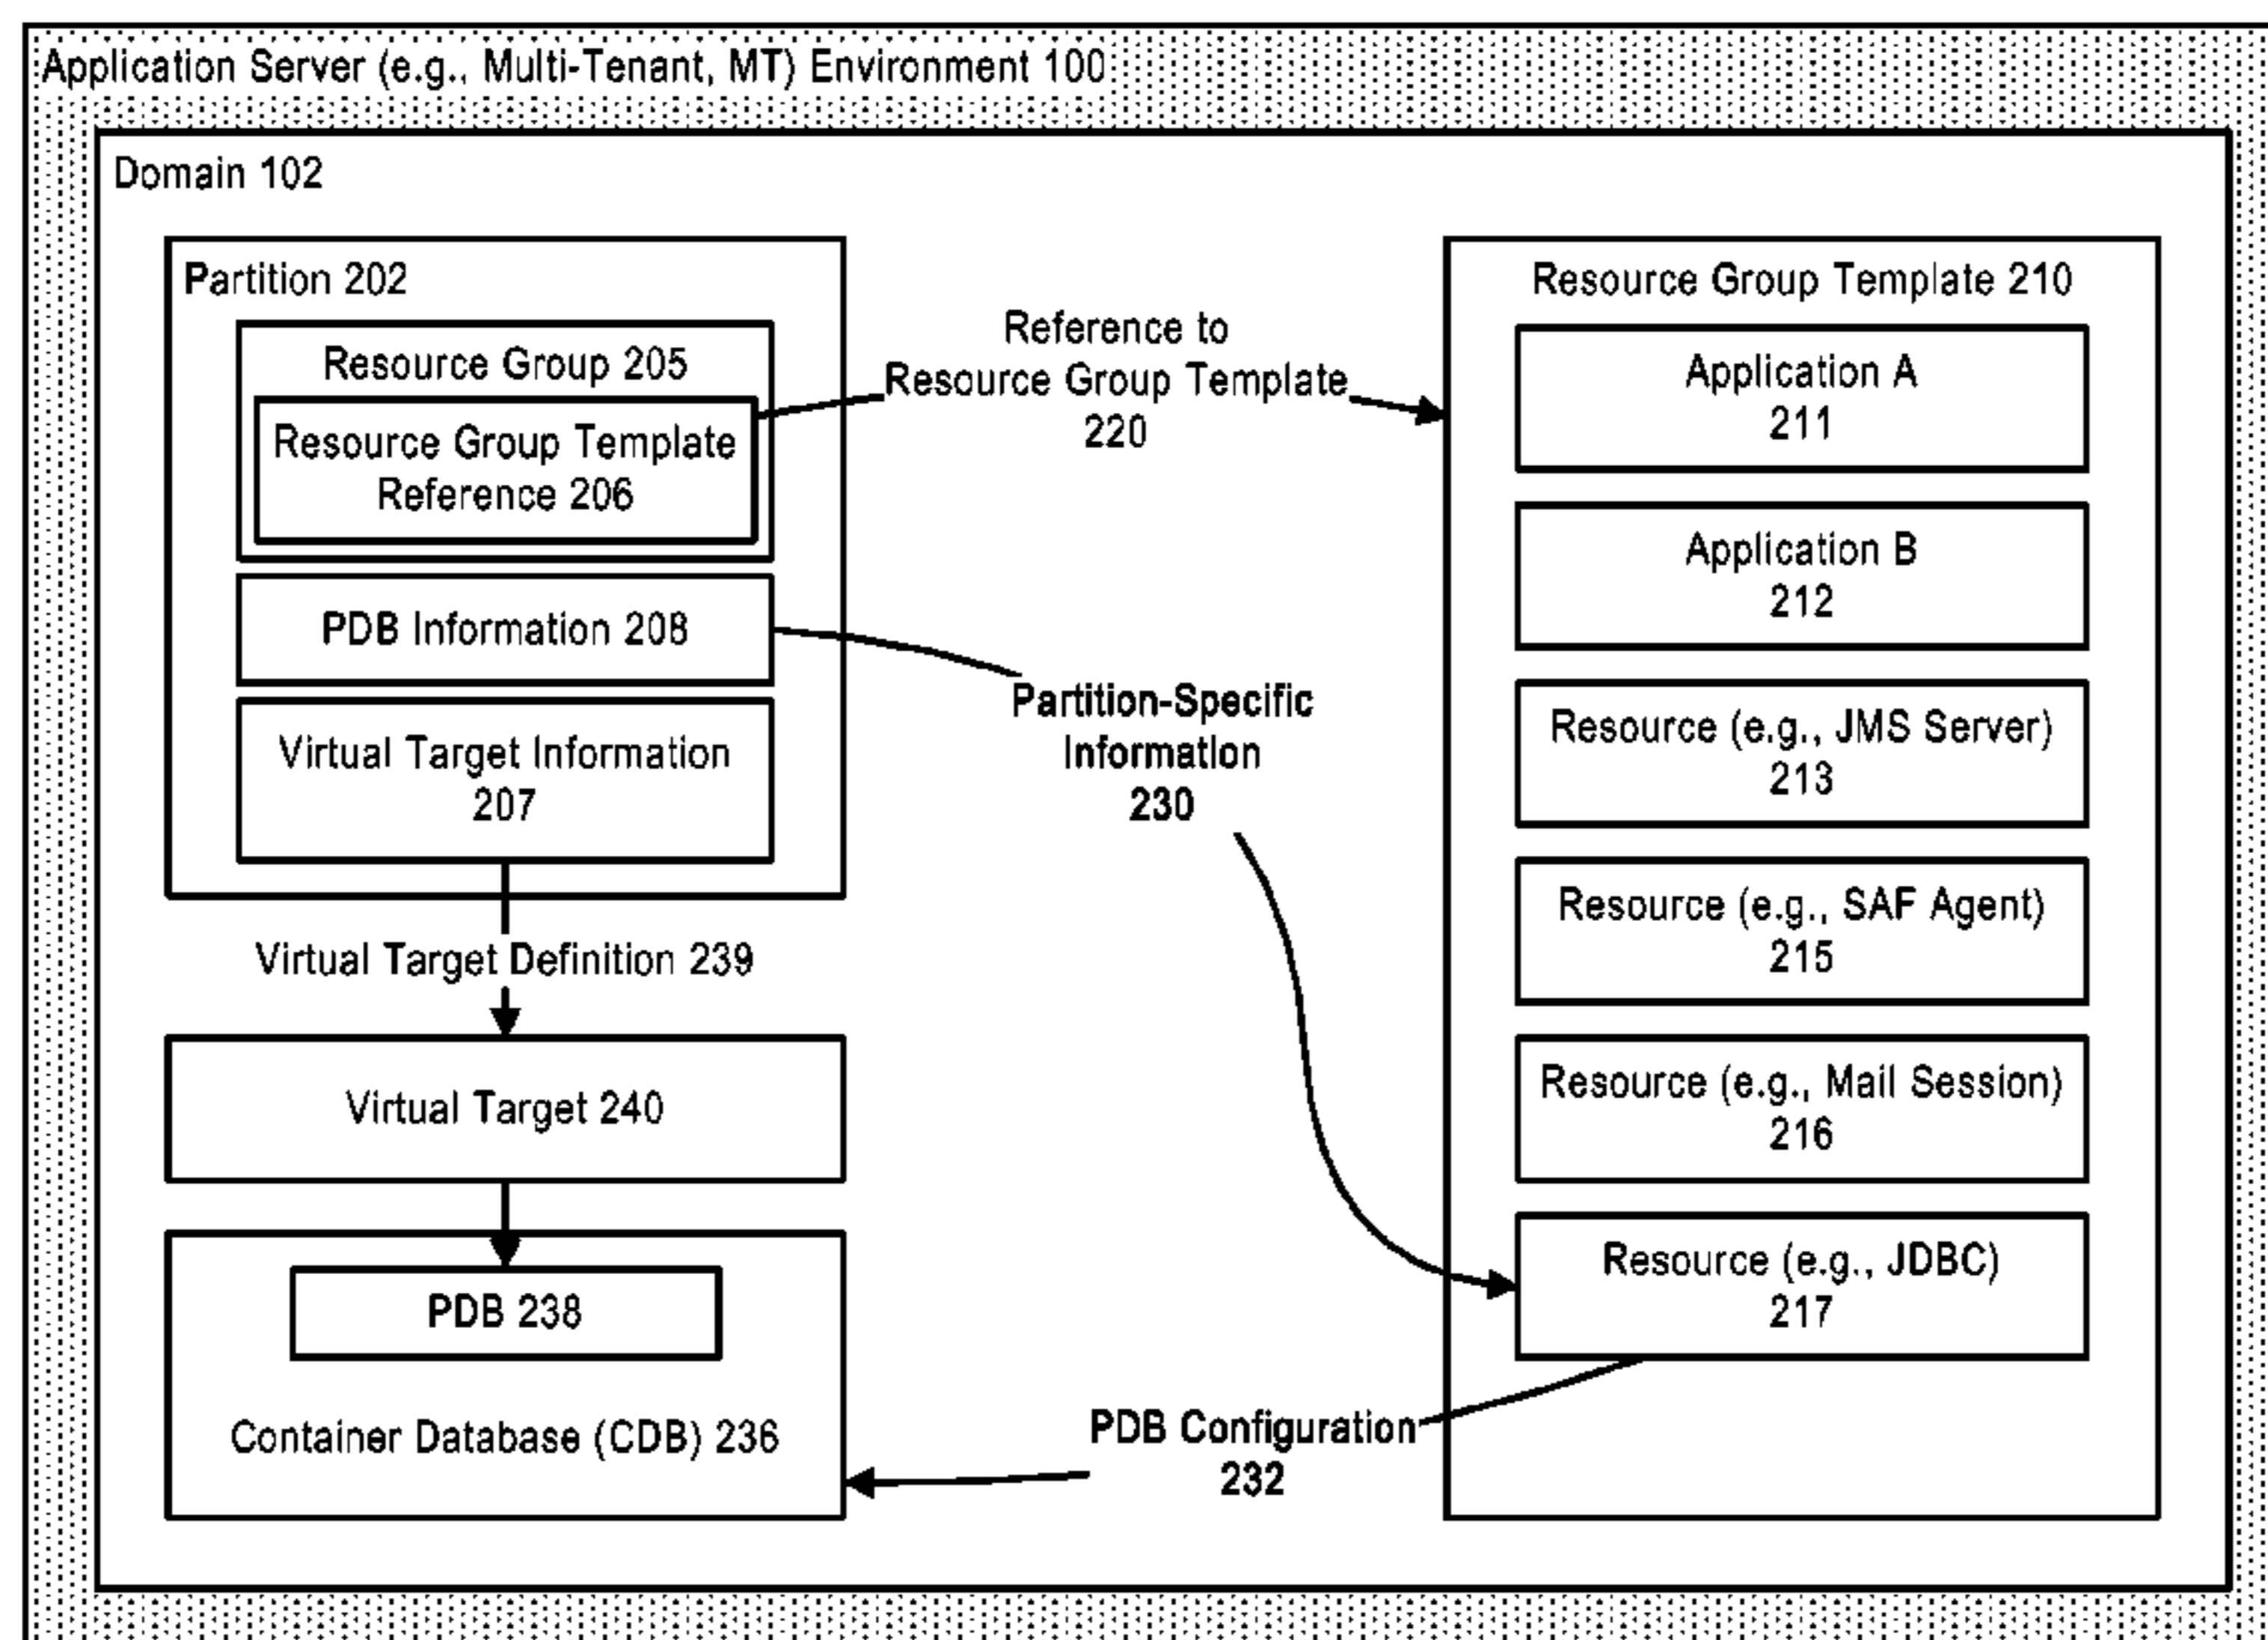 Application Server (e.g., Multi-Tenant, MT) Environment 100
Domain 102
Partition 202
Resource Group 205
Resource Group Template
Reference 206
PDB Information 208
Virtual Target Information
207
Virtual Target Definition 239
Virtual Target 240
PDB 238
Container Database (CDB) 236
Reference to
Resource Group Template
220
Partition-Specific
Information
230
PDB Configuration
232
Resource Group Template 210
Application A
211
Application B
212
Resource (e.g., JMS Server)
213
Resource (e.g., SAF Agent)
215
Resource (e.g., Mail Session)
216
Resource (e.g., JDBC)
217